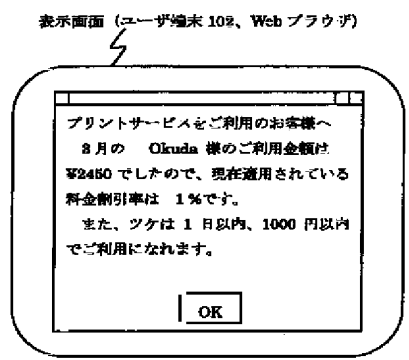 表示画面（ユーザ端末 102、Web ブラウザ）
プリントサービスをご利用のお客様へ
3月の Okuda 様のご利用金額は
¥2450 でしたので、現在適用されている
料金割引率は 1％です。
また、ツケは 1 日以内、1000 円以内
でご利用になれます。
OK